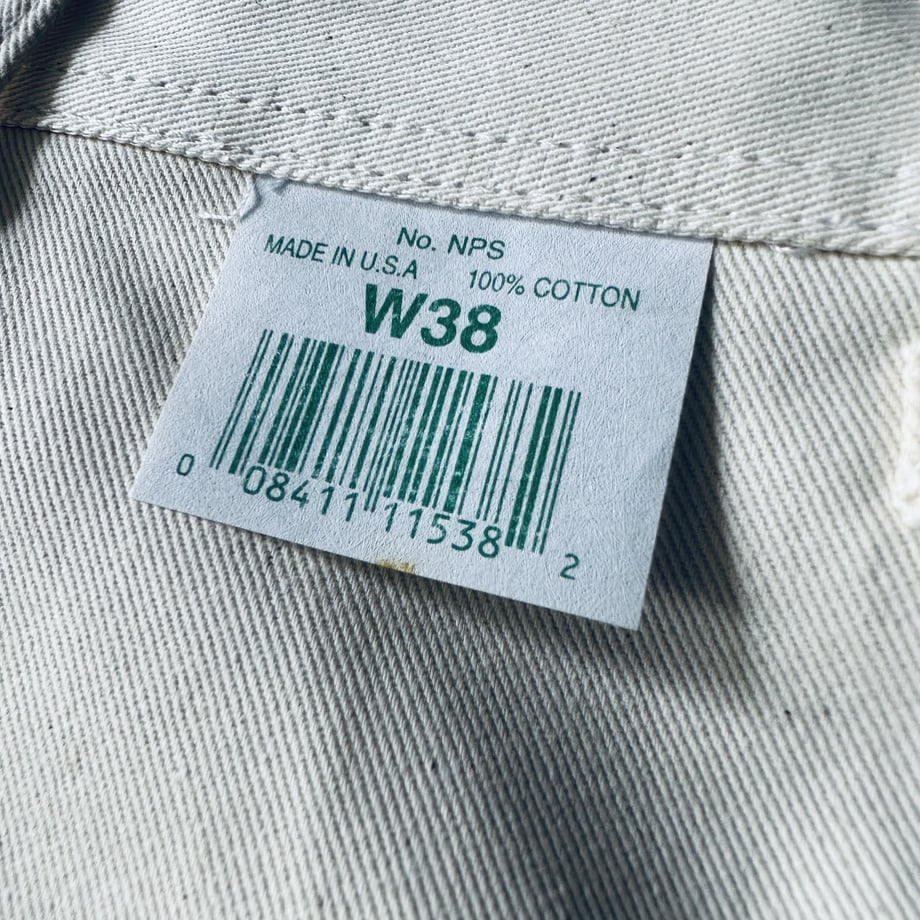 No. NPS
MADE IN U.S.A 100% COTTON
W38
0 08411 11538 2